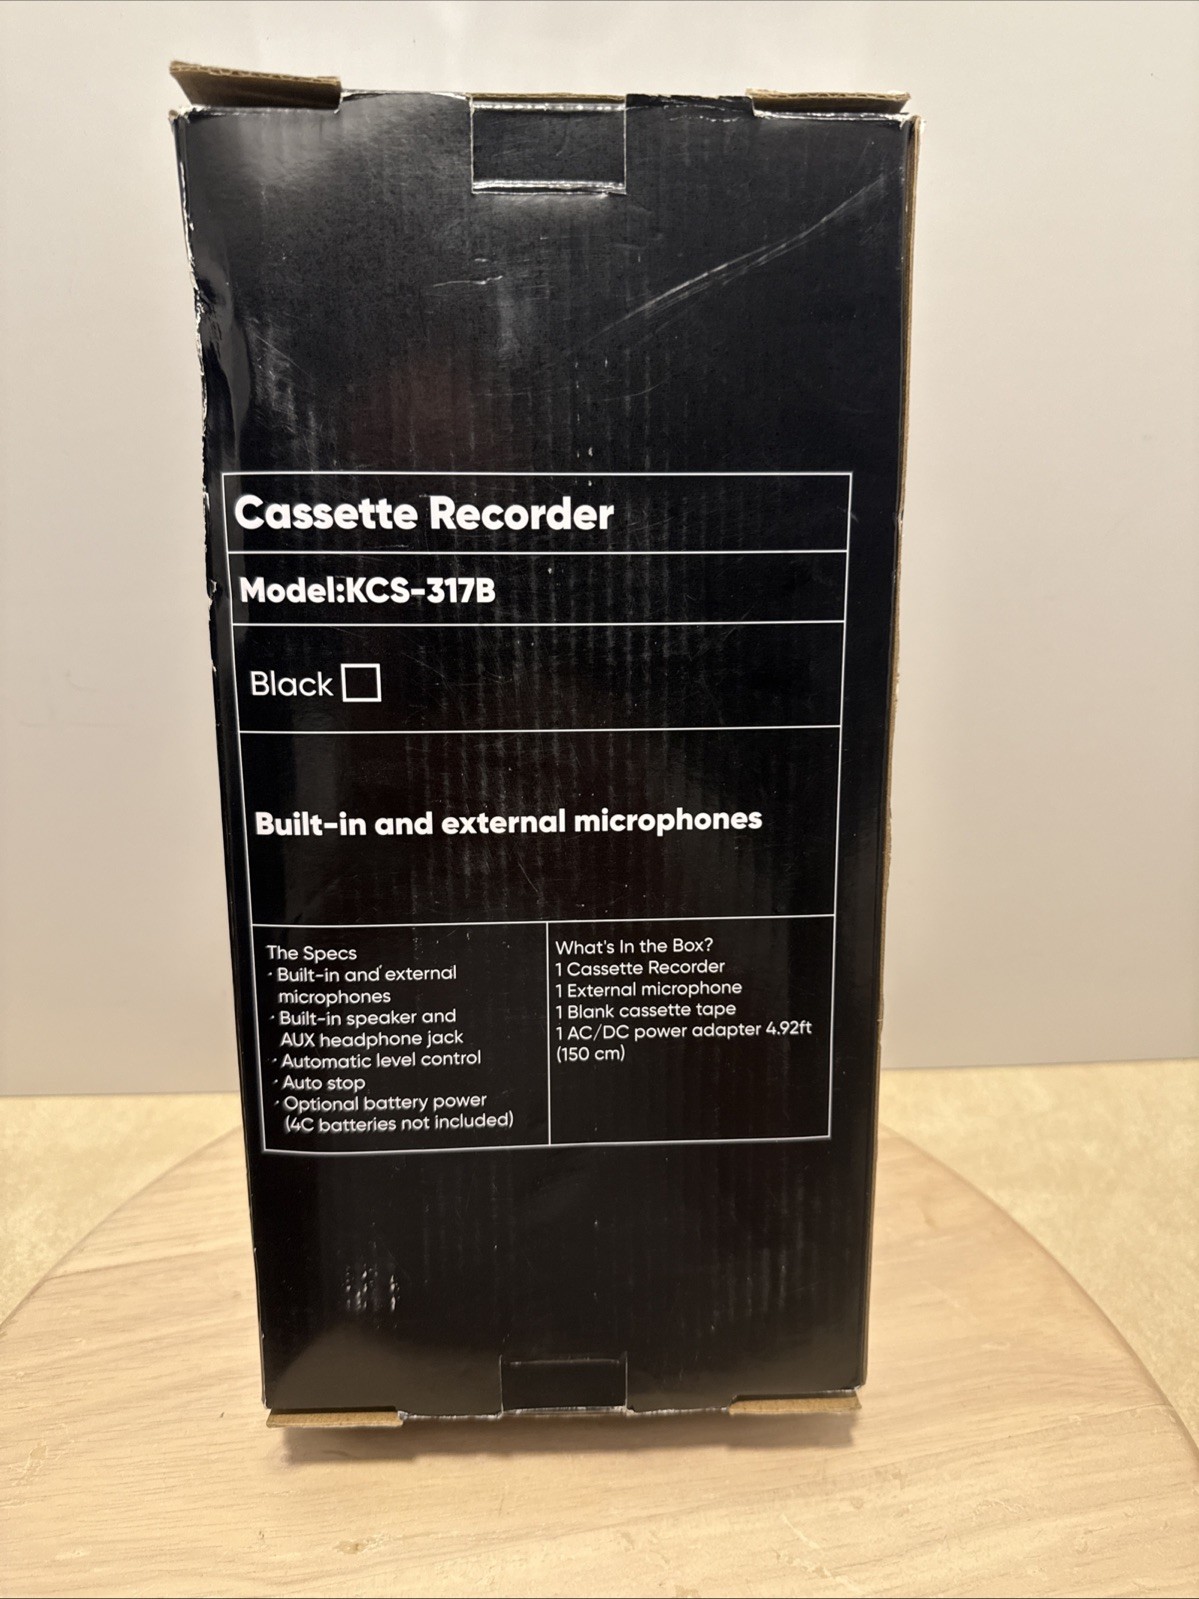 Cassette Recorder
Model:KCS-317B
Black
Built-in and external microphones
The Specs
· Built-in and external
microphones
· Built-in speaker and
AUX headphone jack
· Automatic level control
· Auto stop
· Optional battery power
(4C batteries not included)
What's In the Box?
1 Cassette Recorder
1 External microphone
1 Blank cassette tape
1 AC/DC power adapter 4.92ft
(150 cm)